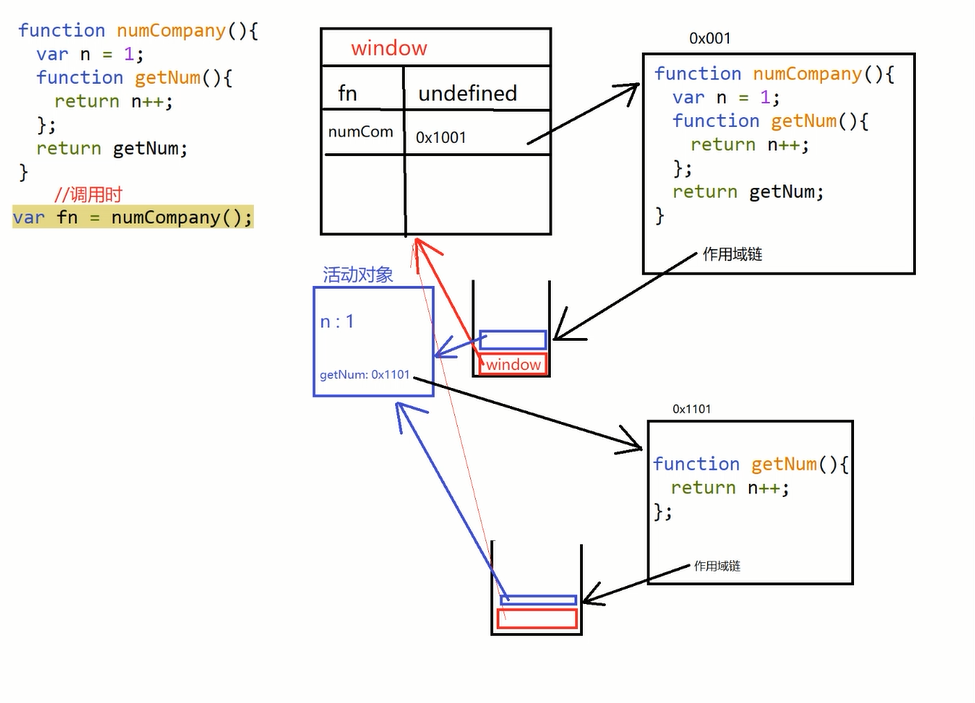 function numCompany(){
var n = 1;
function getNum(){
return n++;
};
return getNum;
}
//调用时
var fn = numCompany();
window
fn undefined
numCom 0x1001
0x001
function numCompany(){
var n = 1;
function getNum(){
return n++;
};
return getNum;
}
作用域链
活动对象
n : 1
getNum: 0x1101
window
0x1101
function getNum(){
return n++;
};
作用域链